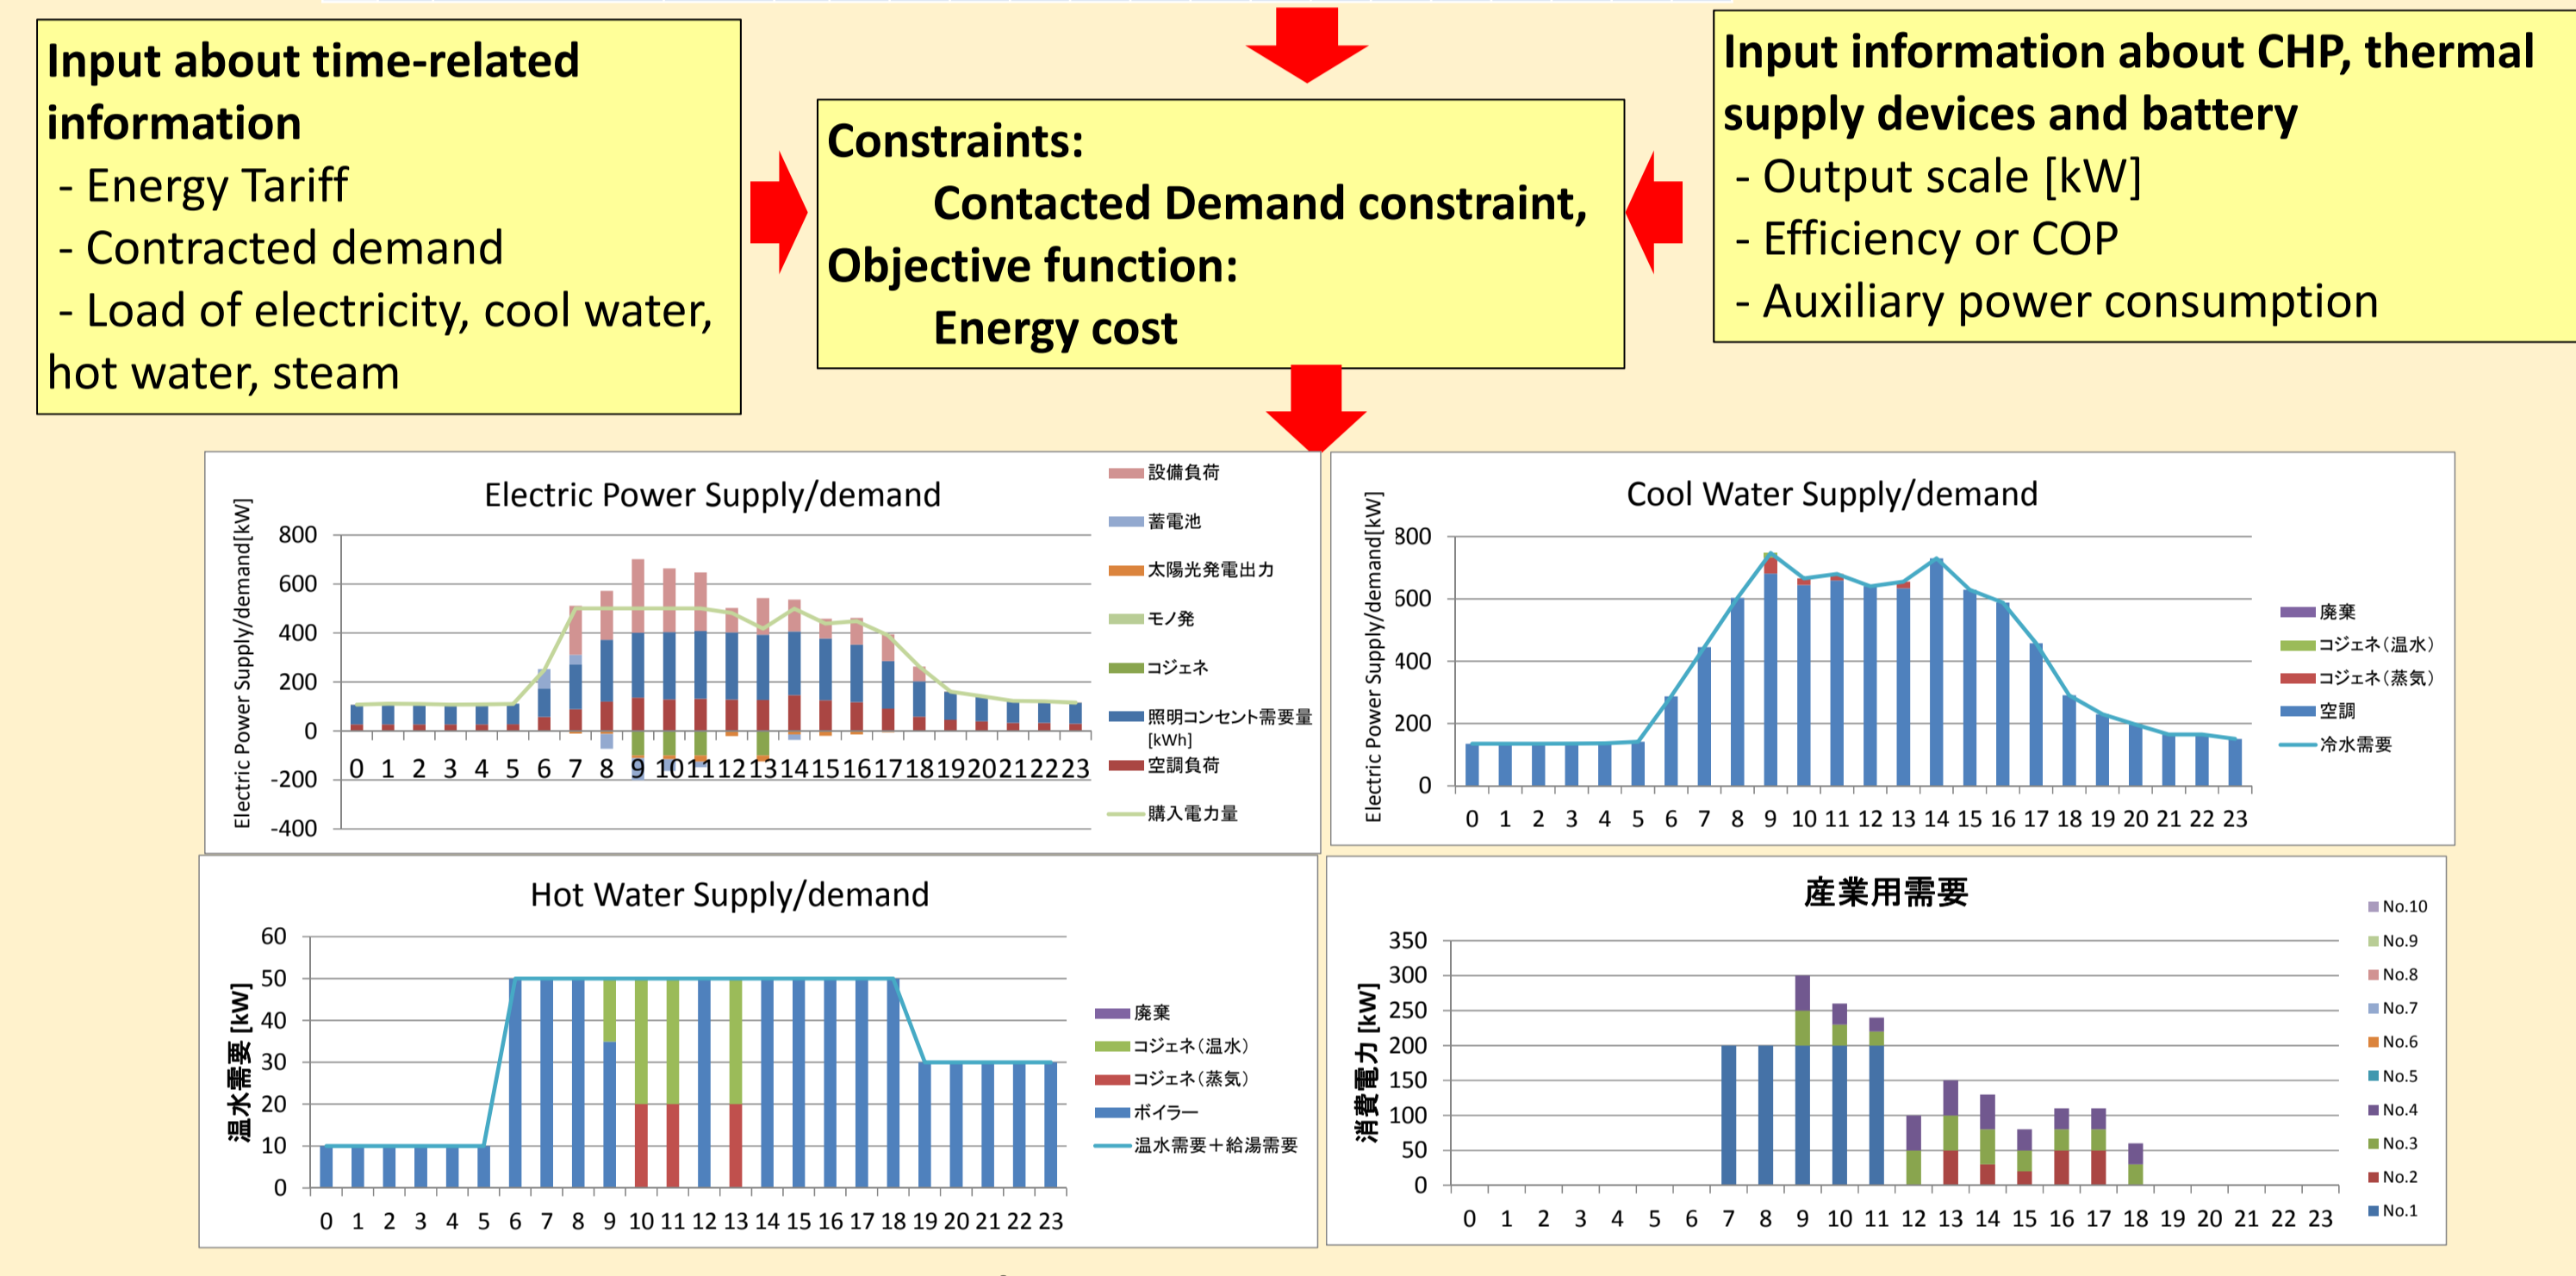 Input about time-related
information
- Energy Tariff
- Contracted demand
- Load of electricity, cool water,
hot water, steam
Constraints:
Contacted Demand constraint,
Objective function:
Energy cost
Input information about CHP, thermal
supply devices and battery
- Output scale [kW]
- Efficiency or COP
- Auxiliary power consumption
Electric Power Supply/demand
Electric Power Supply/demand[kW]
800
600
400
200
0
-200
-400
0 1 2 3 4 5 6 7 8 9 10 11 12 13 14 15 16 17 18 19 20 21 22 23
設備負荷
蓄電池
太陽光発電出力
モノ発
コジェネ
照明コンセント需要量
[kWh]
空調負荷
購入電力量
Cool Water Supply/demand
Electric Power Supply/demand[kW]
800
600
400
200
0
0 1 2 3 4 5 6 7 8 9 10 11 12 13 14 15 16 17 18 19 20 21 22 23
廃棄
コジェネ(温水)
コジェネ(蒸気)
空調
冷水需要
Hot Water Supply/demand
温水需要 [kW]
60
50
40
30
20
10
0
0 1 2 3 4 5 6 7 8 9 10 11 12 13 14 15 16 17 18 19 20 21 22 23
廃棄
コジェネ(温水)
コジェネ(蒸気)
ボイラー
温水需要+給湯需要
産業用需要
消費電力 [kW]
350
300
250
200
150
100
50
0
0 1 2 3 4 5 6 7 8 9 10 11 12 13 14 15 16 17 18 19 20 21 22 23
No.10
No.9
No.8
No.7
No.6
No.5
No.4
No.3
No.2
No.1